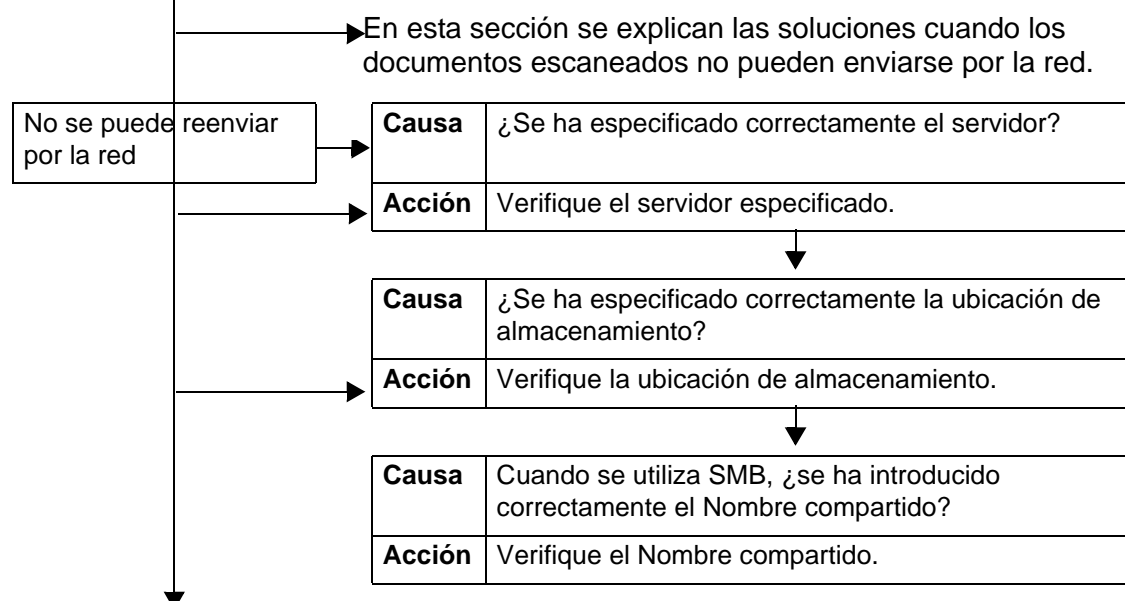 En esta sección se explican las soluciones cuando los
documentos escaneados no pueden enviarse por la red.
No se puede reenviar
por la red
Causa ¿Se ha especificado correctamente el servidor?
Acción Verifique el servidor especificado.
Causa ¿Se ha especificado correctamente la ubicación de
almacenamiento?
Acción Verifique la ubicación de almacenamiento.
Causa Cuando se utiliza SMB, ¿se ha introducido
correctamente el Nombre compartido?
Acción Verifique el Nombre compartido.